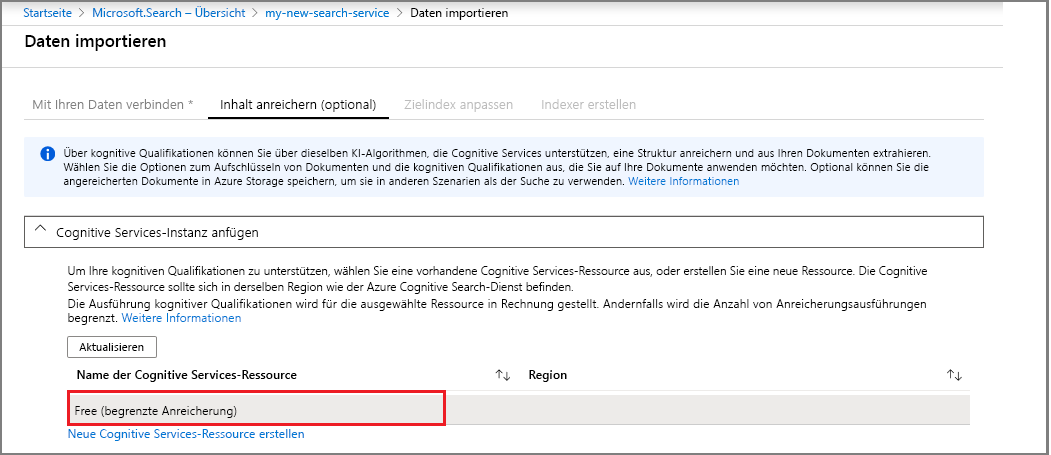 Startseite > Microsoft.Search – Übersicht > my-new-search-service > Daten importieren
Daten importieren
Mit Ihren Daten verbinden * Inhalt anreichern (optional) Zielindex anpassen Indexer erstellen
Über kognitive Qualifikationen können Sie über dieselben KI-Algorithmen, die Cognitive Services unterstützen, eine Struktur anreichern und aus Ihren Dokumenten extrahieren.
Wählen Sie die Optionen zum Aufschlüsseln von Dokumenten und die kognitiven Qualifikationen aus, die Sie auf Ihre Dokumente anwenden möchten. Optional können Sie die
angereicherten Dokumente in Azure Storage speichern, um sie in anderen Szenarien als der Suche zu verwenden. Weitere Informationen
Cognitive Services-Instanz anfügen
Um Ihre kognitiven Qualifikationen zu unterstützen, wählen Sie eine vorhandene Cognitive Services-Ressource aus, oder erstellen Sie eine neue Ressource. Die Cognitive
Services-Ressource sollte sich in derselben Region wie der Azure Cognitive Search-Dienst befinden.
Die Ausführung kognitiver Qualifikationen wird für die ausgewählte Ressource in Rechnung gestellt. Andernfalls wird die Anzahl von Anreicherungsausführungen
begrenzt. Weitere Informationen
Aktualisieren
Name der Cognitive Services-Ressource Region
Free (begrenzte Anreicherung)
Neue Cognitive Services-Ressource erstellen